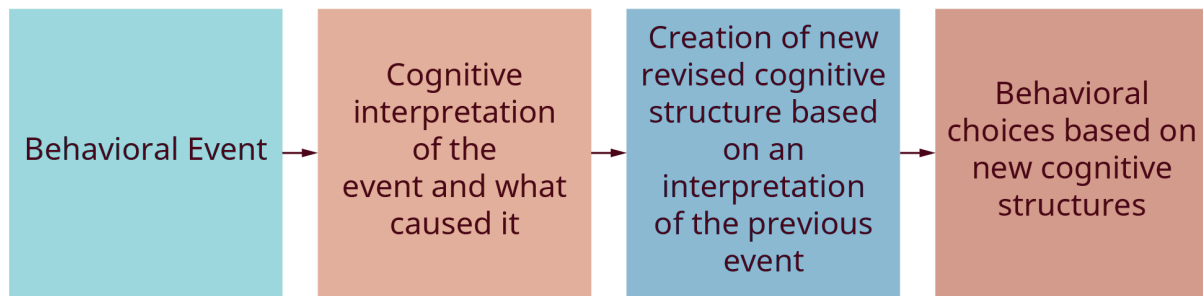 Behavioral Event
Cognitive
interpretation
of the
event and what
caused it
Creation of new
revised cognitive
structure based
on an
interpretation
of the previous
event
Behavioral
choices based on
new cognitive
structures